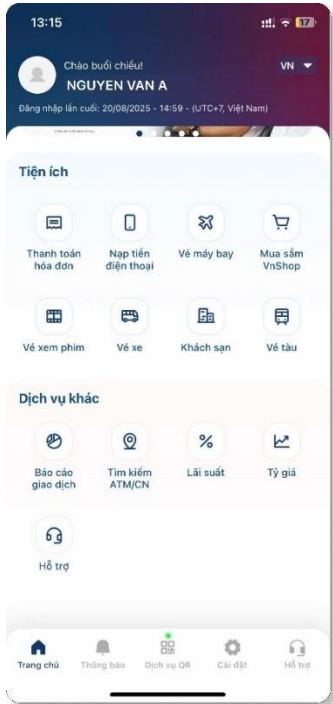 13:15
17
Chào buổi chiều!
VN
NGUYEN VAN A
Đăng nhập lần cuối: 20/08/2025 - 14:59 - (UTC+7, Việt Nam)
Tiện ích
Thanh toán
hóa đơn
Nạp tiền
điện thoại
Vé máy bay
Mua sắm
VnShop
Vé xem phim
Vé xe
Khách sạn
Vé tàu
Dịch vụ khác
Báo cáo
giao dịch
Tìm kiếm
ATM/CN
Lãi suất
Tỷ giá
Hỗ trợ
Trang chủ
Thông báo
Dịch vụ QR
Cài đặt
Hỗ trợ